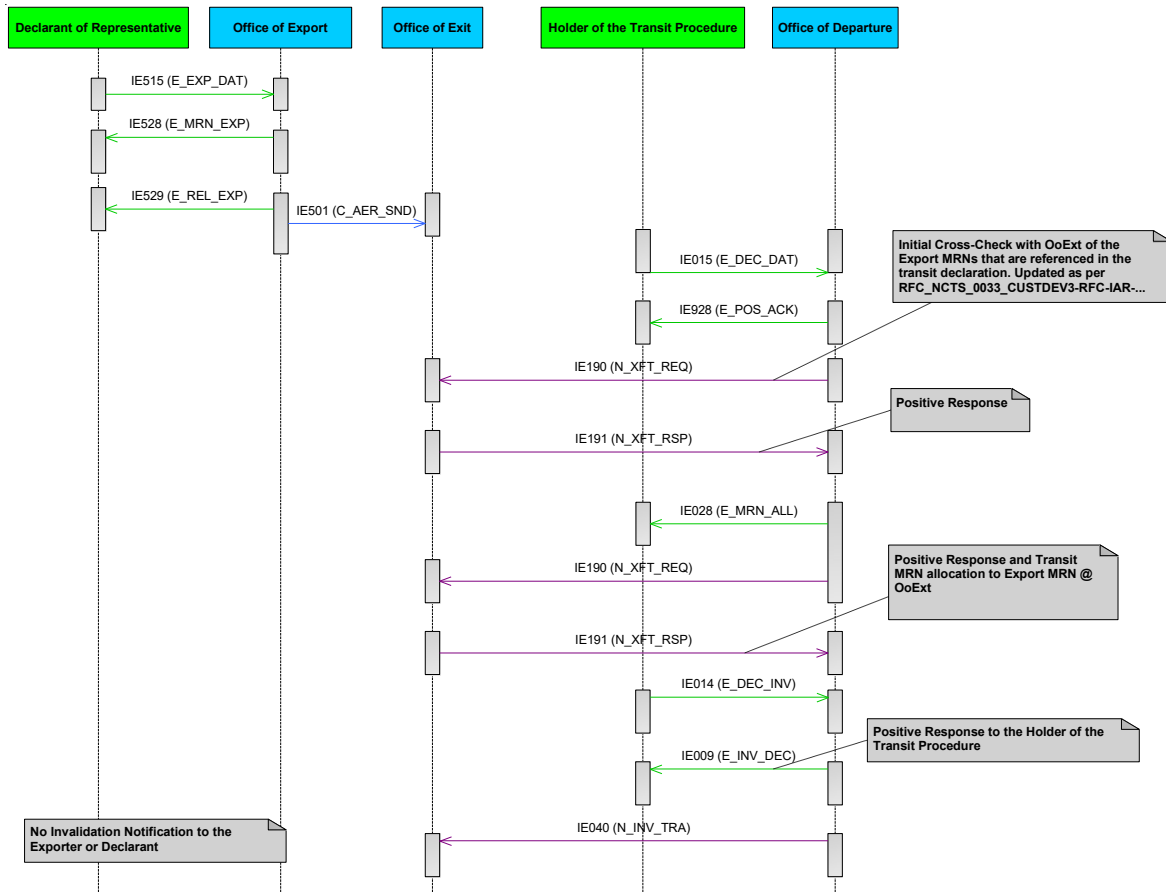 Declarant of Representative
Office of Export
Office of Exit
Holder of the Transit Procedure
Office of Departure
IE515 (E_EXP_DAT)
IE528 (E_MRN_EXP)
IE529 (E_REL_EXP)
IE501 (C_AER_SND)
Initial Cross-Check with OoExt of the
Export MRNs that are referenced in the
transit declaration. Updated as per
RFC_NCTS_0033_CUSTDEV3-RFC-IAR-...
IE015 (E_DEC_DAT)
IE928 (E_POS_ACK)
IE190 (N_XFT_REQ)
Positive Response
IE191 (N_XFT_RSP)
IE028 (E_MRN_ALL)
Positive Response and Transit
MRN allocation to Export MRN @
OoExt
IE190 (N_XFT_REQ)
IE191 (N_XFT_RSP)
IE014 (E_DEC_INV)
Positive Response to the Holder of the
Transit Procedure
IE009 (E_INV_DEC)
No Invalidation Notification to the
Exporter or Declarant
IE040 (N_INV_TRA)